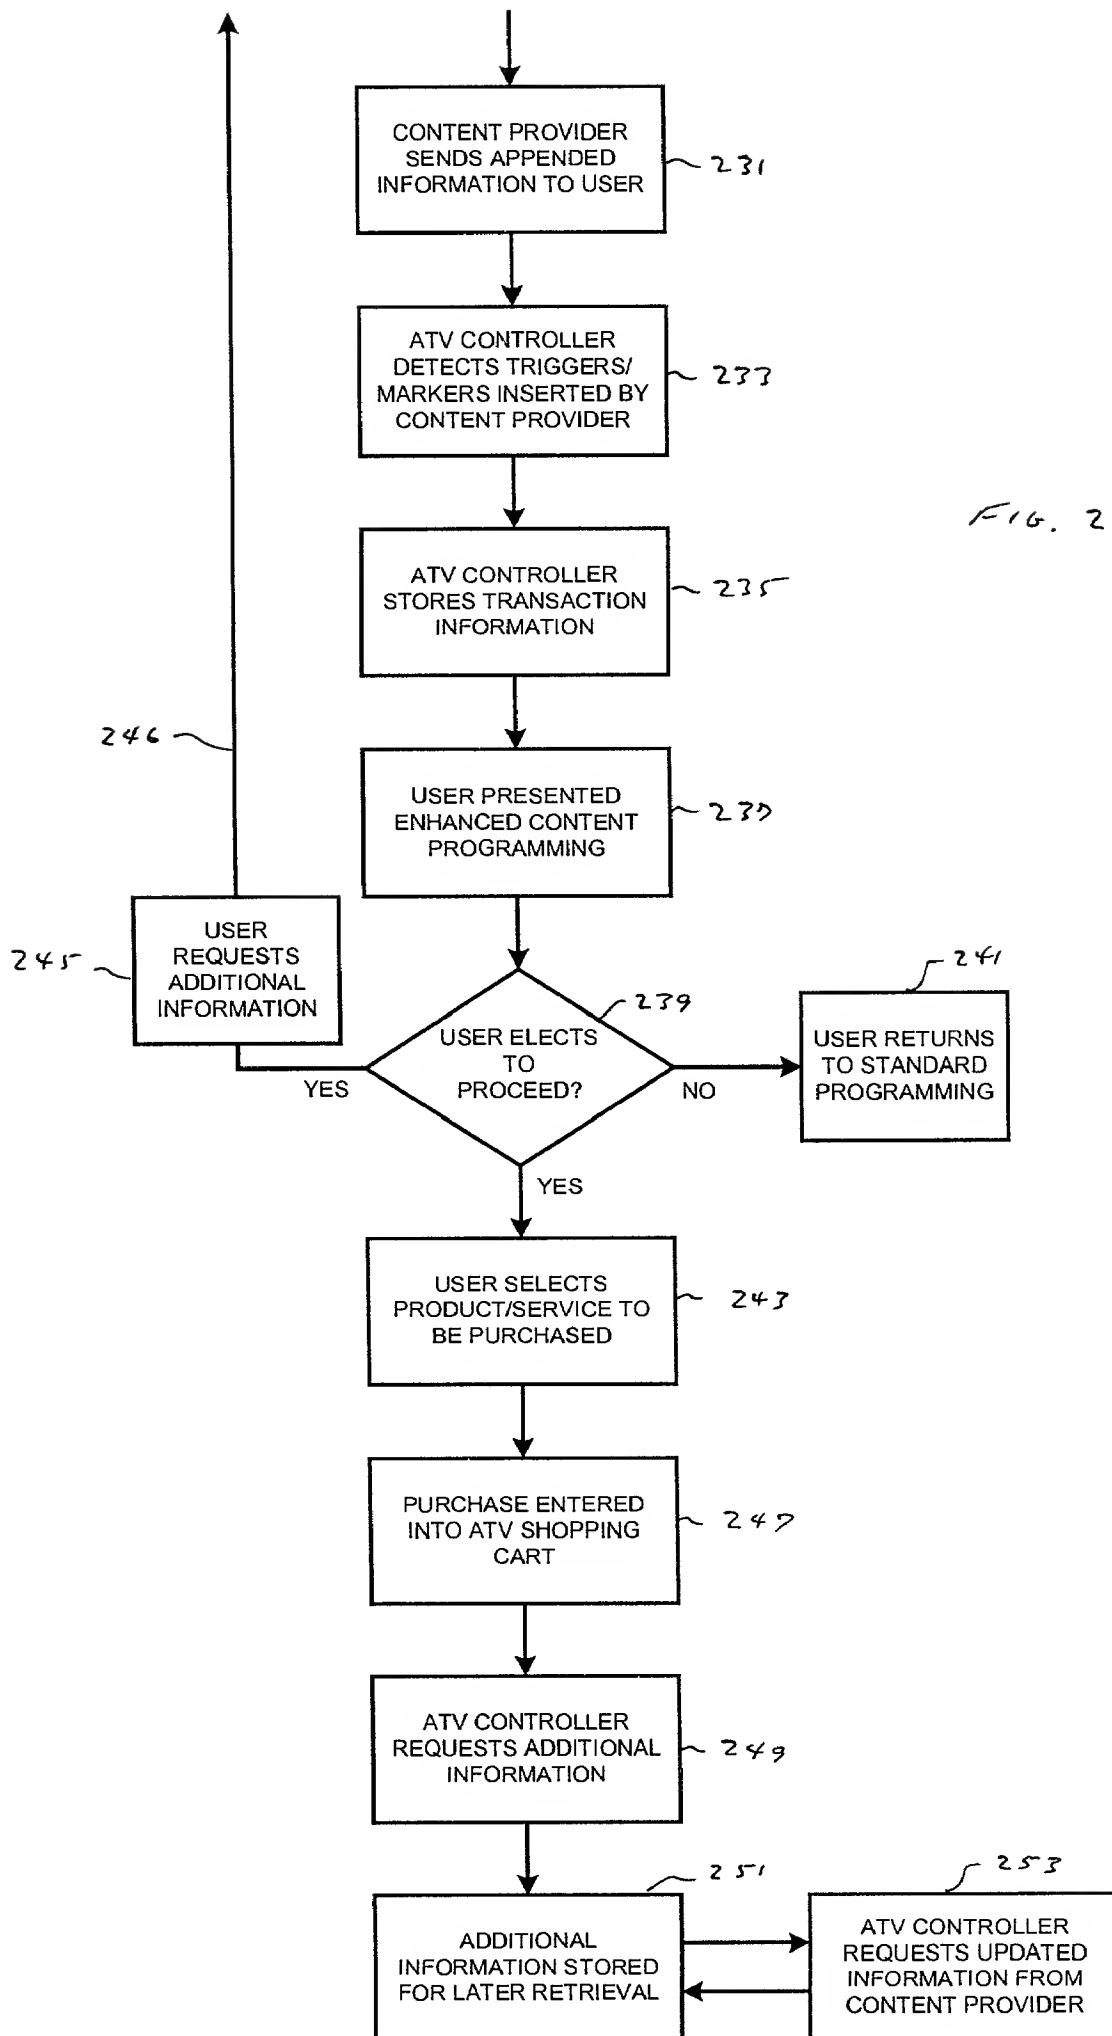 CONTENT PROVIDER
SENDS APPENDED
INFORMATION TO USER
231
ATV CONTROLLER
DETECTS TRIGGERS/
MARKERS INSERTED BY
CONTENT PROVIDER
233
FIG. 2
ATV CONTROLLER
STORES TRANSACTION
INFORMATION
235
246
USER PRESENTED
ENHANCED CONTENT
PROGRAMMING
237
245
USER
REQUESTS
ADDITIONAL
INFORMATION
239
USER ELECTS
TO
PROCEED?
YES
NO
241
USER RETURNS
TO STANDARD
PROGRAMMING
YES
USER SELECTS
PRODUCT/SERVICE TO
BE PURCHASED
243
PURCHASE ENTERED
INTO ATV SHOPPING
CART
247
ATV CONTROLLER
REQUESTS ADDITIONAL
INFORMATION
249
251
ADDITIONAL
INFORMATION STORED
FOR LATER RETRIEVAL
253
ATV CONTROLLER
REQUESTS UPDATED
INFORMATION FROM
CONTENT PROVIDER